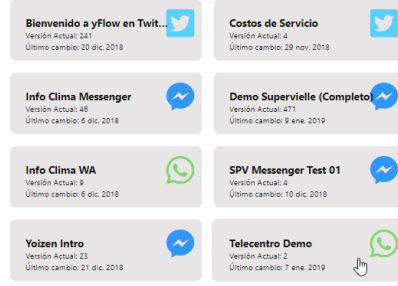 Bienvenido a yFlow en Twit...
Versión Actual: 241
Último cambio: 20 dic. 2018
Costos de Servicio
Versión Actual: 4
Último cambio: 29 nov. 2018
Info Clima Messenger
Versión Actual: 46
Último cambio: 6 dic. 2018
Demo Supervielle (Completo)
Versión Actual: 471
Último cambio: 9 ene. 2019
Info Clima WA
Versión Actual: 9
Último cambio: 6 dic. 2018
SPV Messenger Test 01
Versión Actual: 4
Último cambio: 10 dic. 2018
Yoizen Intro
Versión Actual: 23
Último cambio: 21 dic. 2018
Telecentro Demo
Versión Actual: 2
Último cambio: 7 ene. 2019